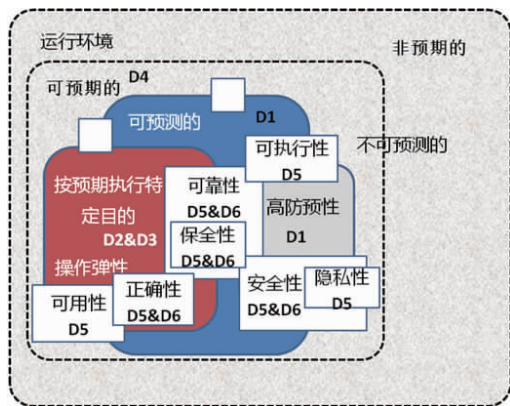 运行环境
非预期的
可预期的
D4
可预测的
D1
可执行性
D5
不可预测的
按预期执行特
定目的
D2&D3
操作弹性
可靠性
D5&D6
保全性
D5&D6
高防预性
D1
可用性
D5
正确性
D5&D6
安全性
D5&D6
隐私性
D5